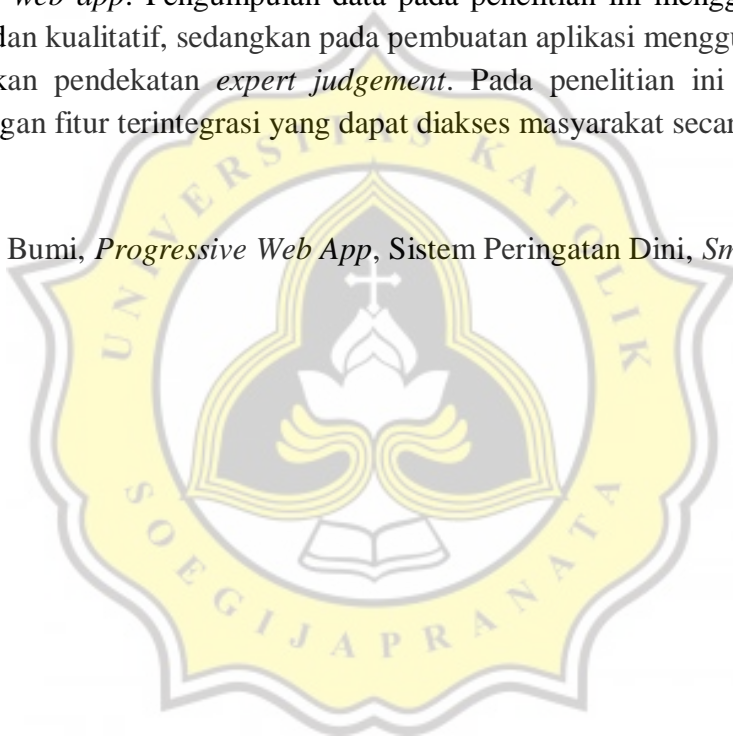 web app. Pengumpulan data pada penelitian ini mengg
dan kualitatif, sedangkan pada pembuatan aplikasi menggu
kan pendekatan expert judgement. Pada penelitian ini
gan fitur terintegrasi yang dapat diakses masyarakat secar
Bumi, Progressive Web App, Sistem Peringatan Dini, Sm
UNIVERSITAS KATOLIK
SOEGIJAPRANATA